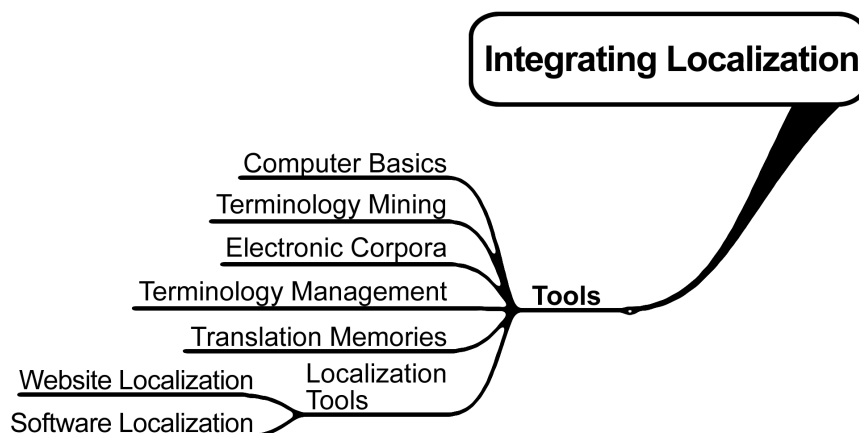 Integrating Localization
Computer Basics
Terminology Mining
Electronic Corpora
Terminology Management
Tools
Translation Memories
Localization
Tools
Website Localization
Software Localization